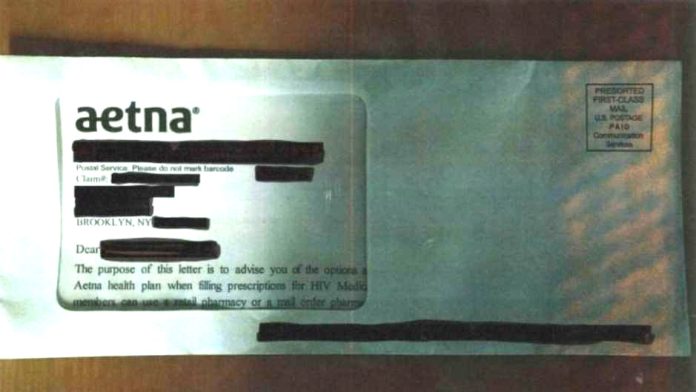 aetna®
PRESORTED
FIRST-CLASS
MAIL
U.S. POSTAGE
PAID
Communication
Services
Postal Service: Please do not mark barcode
Claim#:
BROOKLYN, NY
Dear
The purpose of this letter is to advise you of the options a
Aetna health plan when filling prescriptions for HIV Medic
members can use a retail pharmacy or a mail order pharma